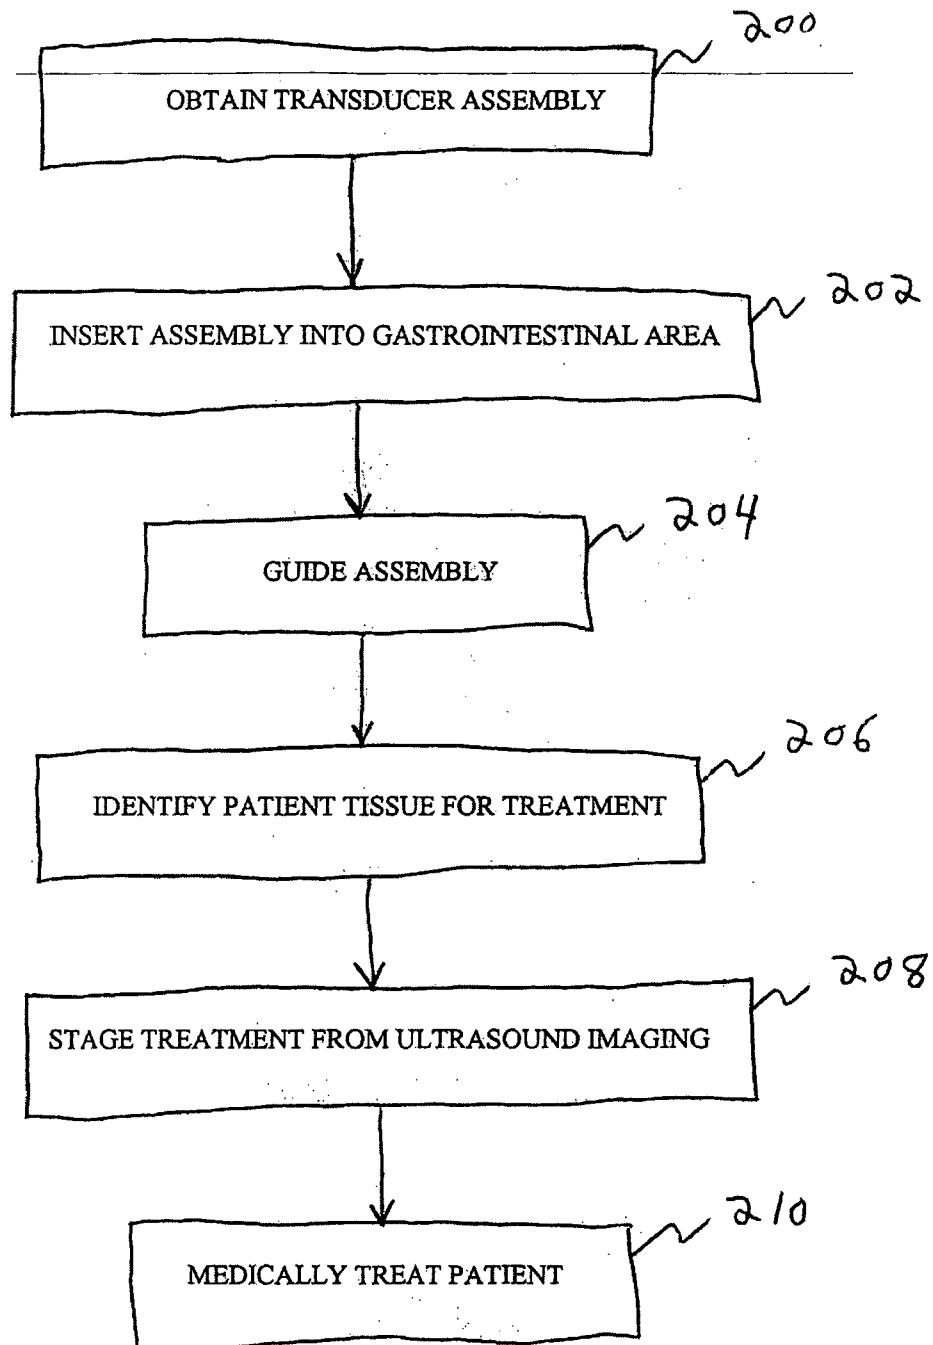 200
OBTAIN TRANSDUCER ASSEMBLY
202
INSERT ASSEMBLY INTO GASTROINTESTINAL AREA
204
GUIDE ASSEMBLY
206
IDENTIFY PATIENT TISSUE FOR TREATMENT
208
STAGE TREATMENT FROM ULTRASOUND IMAGING
210
MEDICALLY TREAT PATIENT